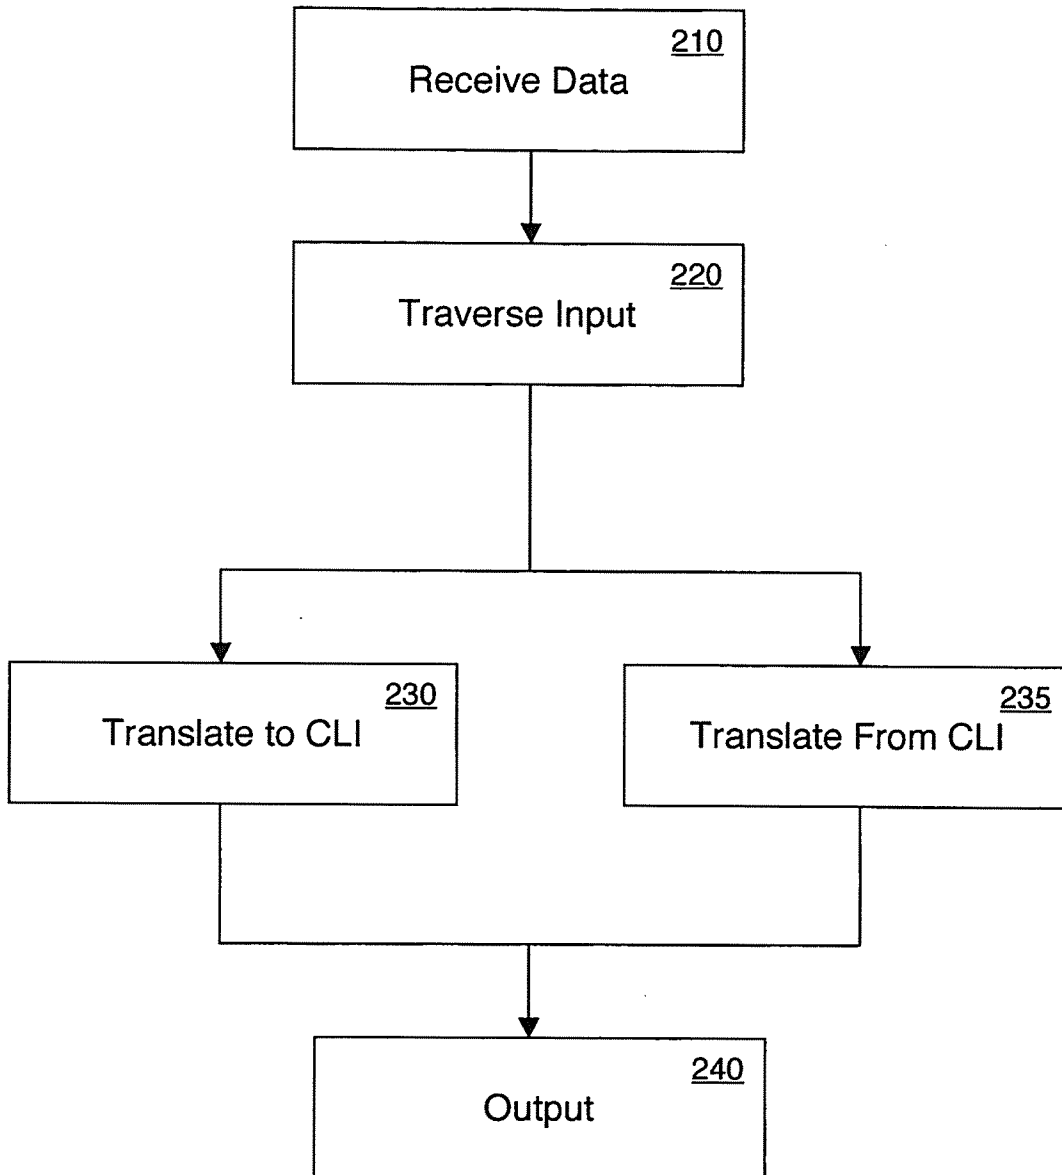 210
Receive Data
220
Traverse Input
230
Translate to CLI
235
Translate From CLI
240
Output